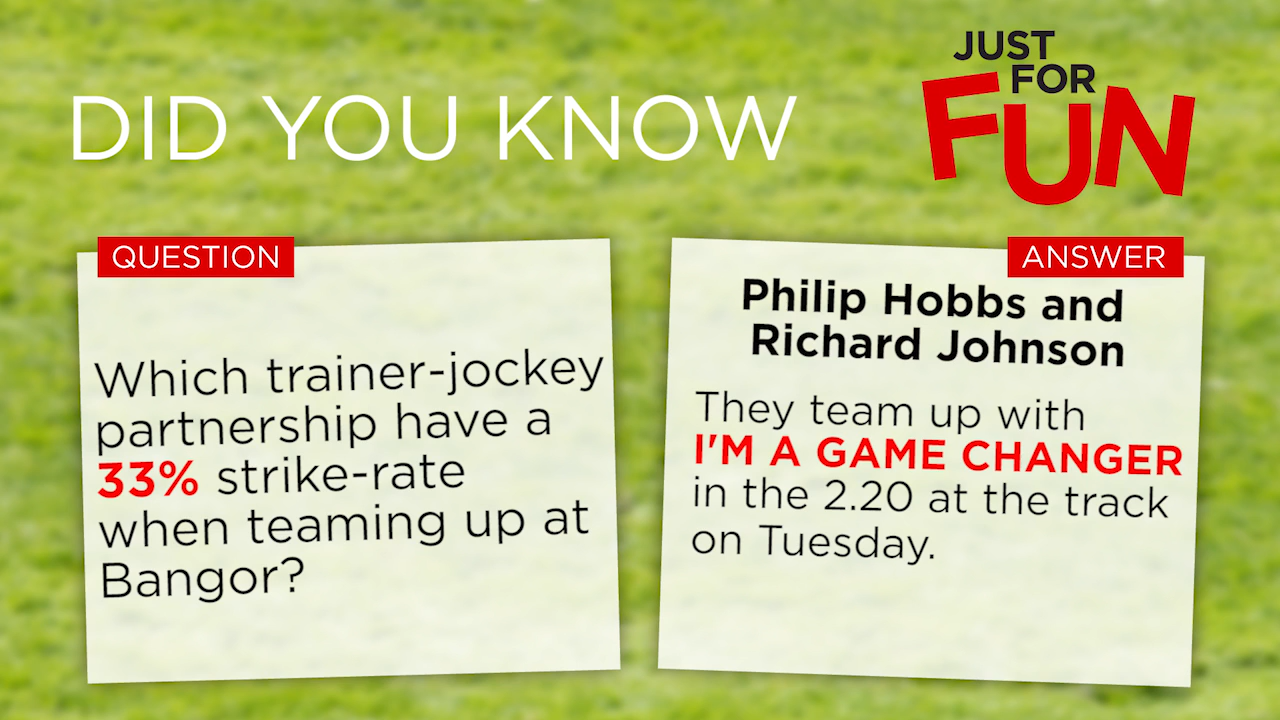 DID YOU KNOW
JUST
FOR
FUN
QUESTION
Which trainer-jockey
partnership have a
33% strike-rate
when teaming up at
Bangor?
ANSWER
Philip Hobbs and
Richard Johnson
They team up with
I'M A GAME CHANGER
in the 2.20 at the track
on Tuesday.